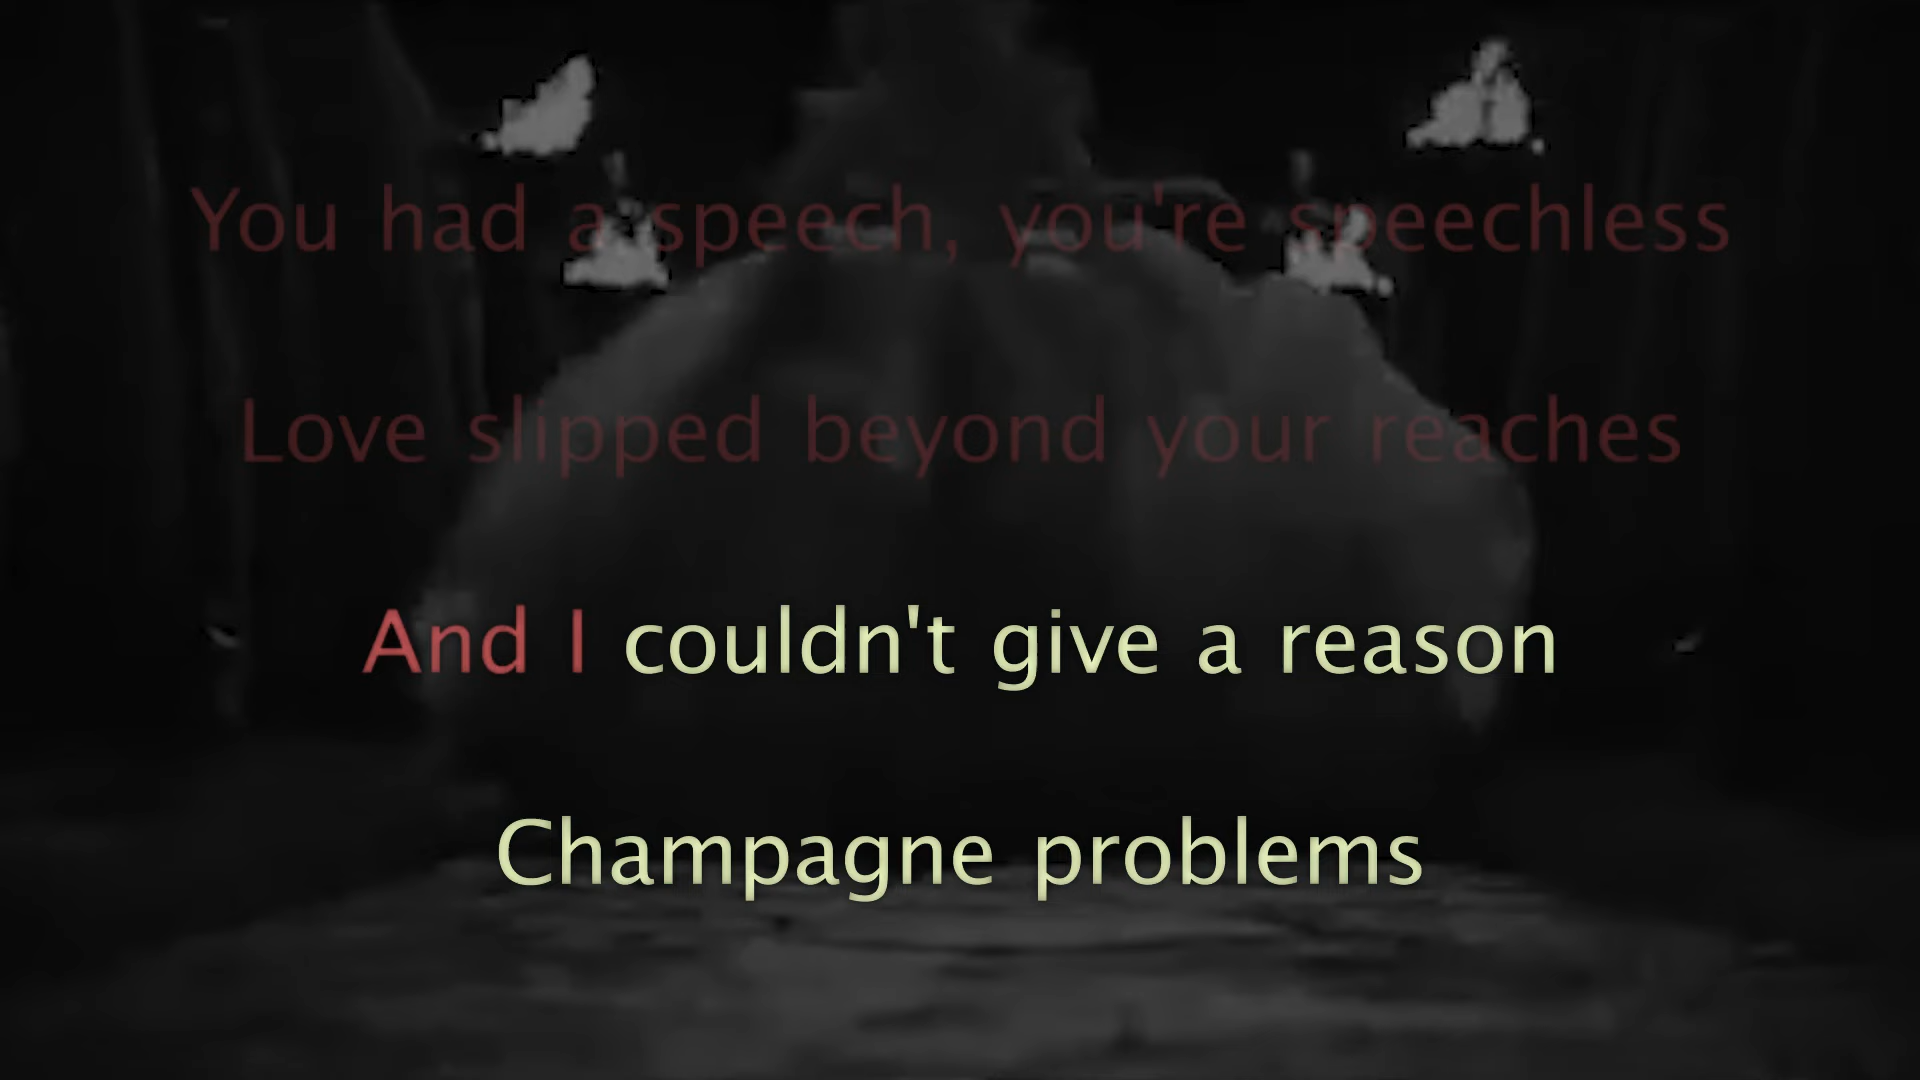 You had a speech, you're speechless
Love slipped beyond your reaches
And I couldn't give a reason
Champagne problems